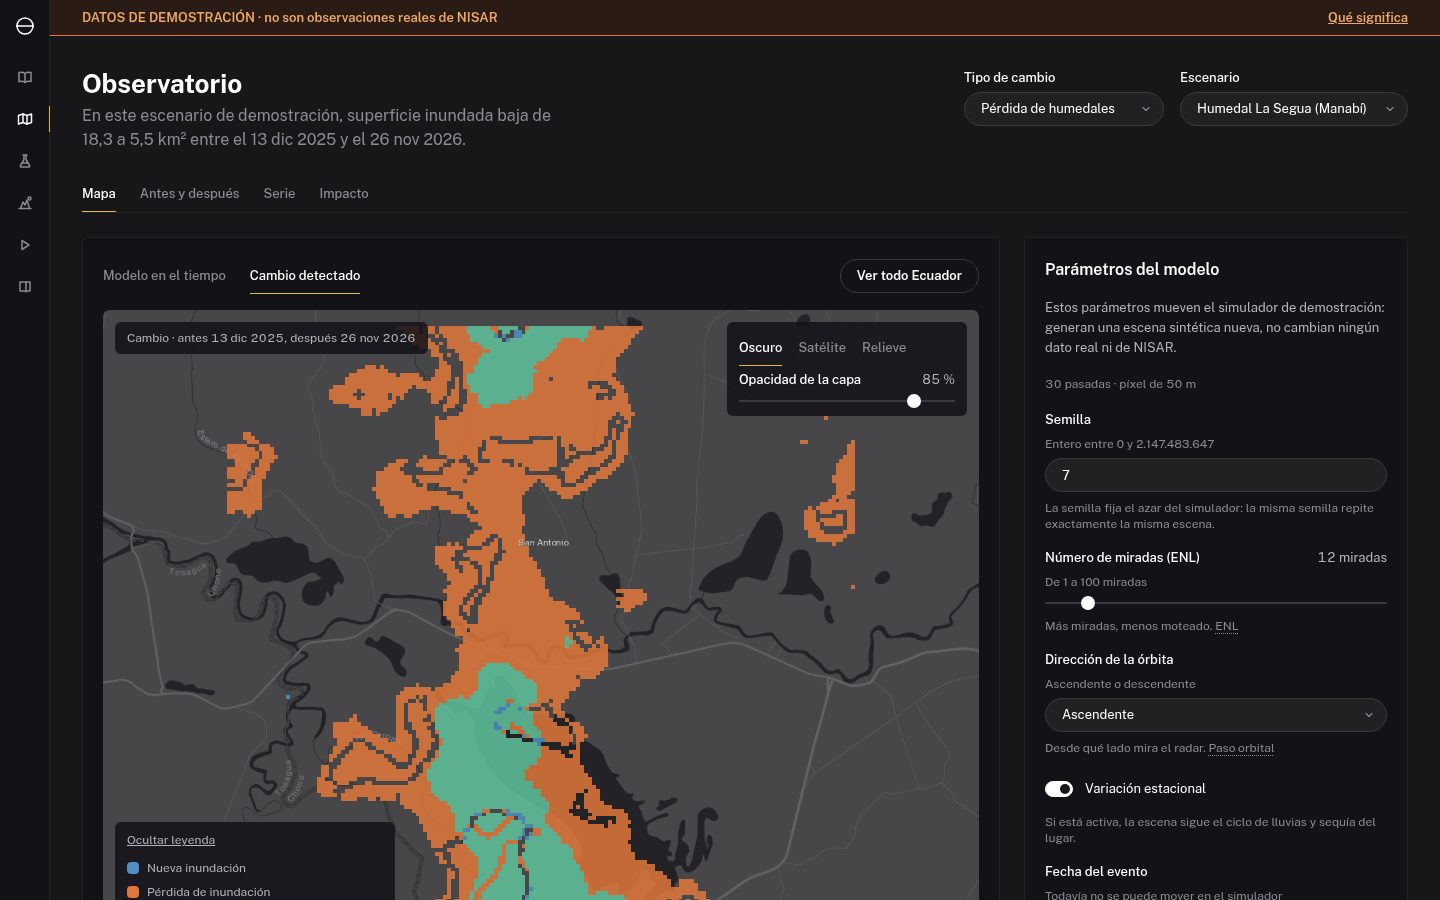 DATOS DE DEMOSTRACIÓN · no son observaciones reales de NISAR
Qué significa
Observatorio
En este escenario de demostración, superficie inundada baja de
18,3 a 5,5 km² entre el 13 dic 2025 y el 26 nov 2026.
Tipo de cambio
Pérdida de humedales
Escenario
Humedal La Segua (Manabí)
Mapa
Antes y después
Serie
Impacto
Modelo en el tiempo
Cambio detectado
Ver todo Ecuador
Cambio · antes 13 dic 2025, después 26 nov 2026
Oscuro
Satélite
Relieve
Opacidad de la capa
85 %
Estero
San Antonio
Tosagua
Chone
Tosagua
Chone
Ocultar leyenda
Nueva inundación
Pérdida de inundación
Parámetros del modelo
Estos parámetros mueven el simulador de demostración:
generan una escena sintética nueva, no cambian ningún
dato real ni de NISAR.
30 pasadas · píxel de 50 m
Semilla
Entero entre 0 y 2.147.483.647
7
La semilla fija el azar del simulador: la misma semilla repite
exactamente la misma escena.
Número de miradas (ENL)
12 miradas
De 1 a 100 miradas
Más miradas, menos moteado. ENL
Dirección de la órbita
Ascendente o descendente
Ascendente
Desde qué lado mira el radar. Paso orbital
Variación estacional
Si está activa, la escena sigue el ciclo de lluvias y sequía del
lugar.
Fecha del evento
Todavía no se puede mover en el simulador